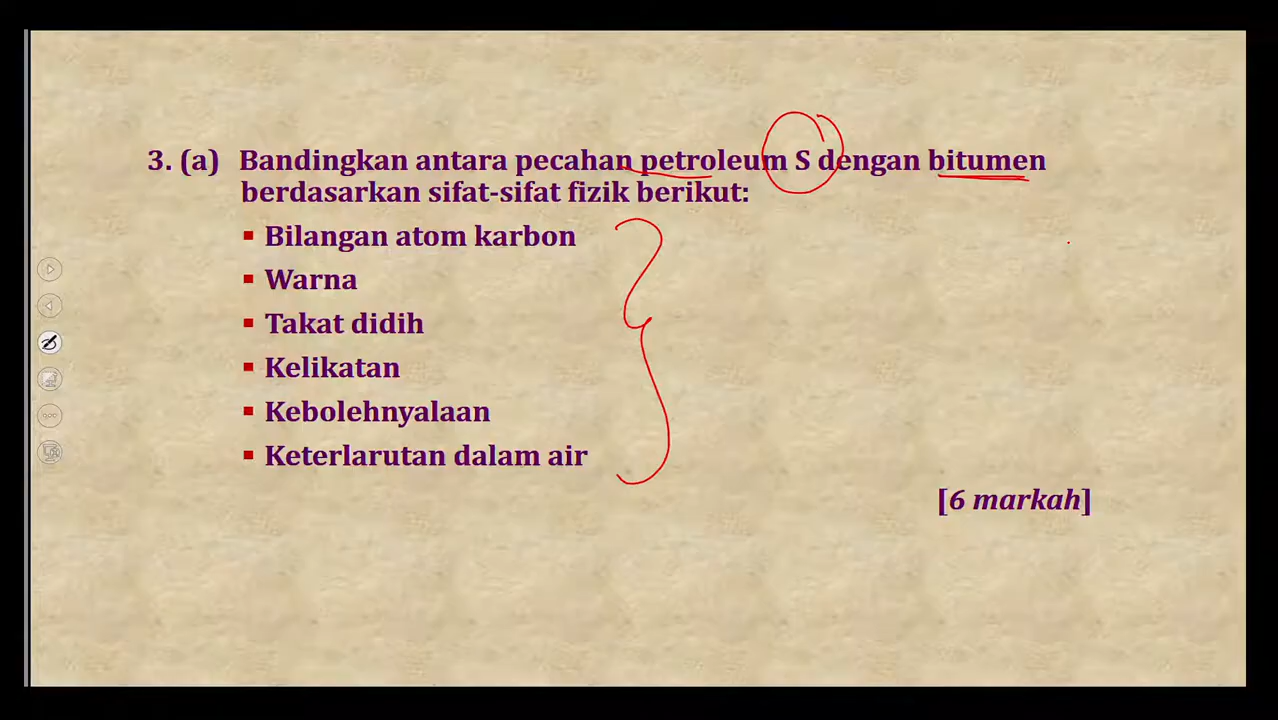 3. (a) Bandingkan antara pecahan petroleum S dengan bitumen
berdasarkan sifat-sifat fizik berikut:
▪ Bilangan atom karbon
▪ Warna
▪ Takat didih
▪ Kelikatan
▪ Kebolehnyalaan
▪ Keterlarutan dalam air
[6 markah]